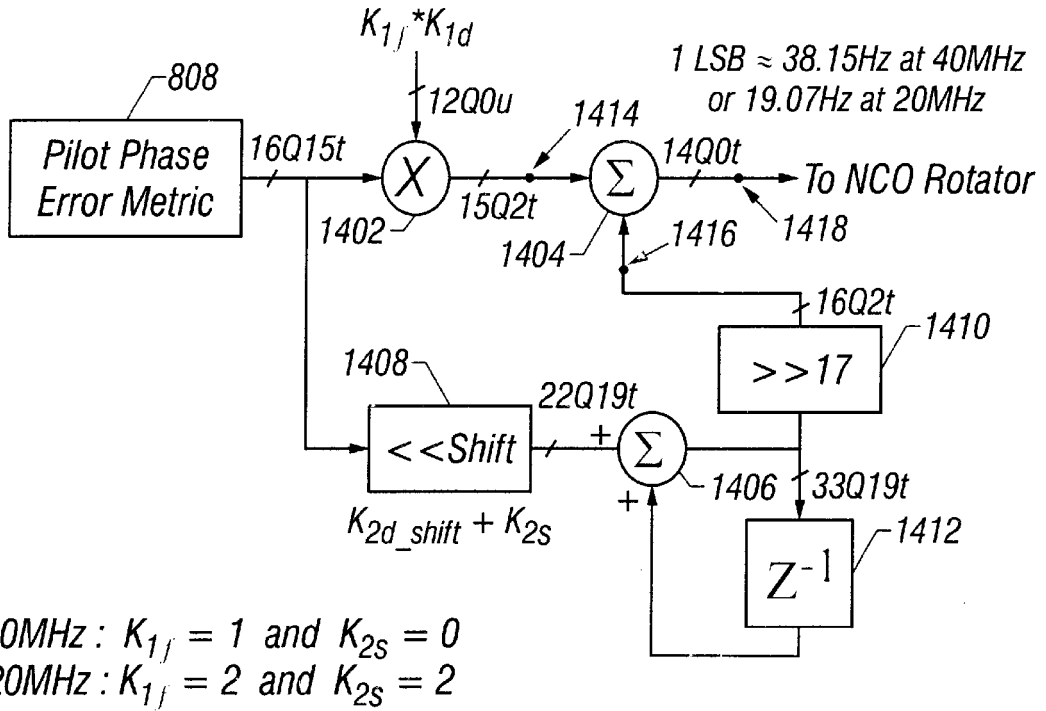 K1f*K1d
1 LSB ≈ 38.15Hz at 40MHz
or 19.07Hz at 20MHz
808
12Q0u
1414
Pilot Phase
Error Metric
16Q15t
X
Σ
14Q0t
To NCO Rotator
1402
15Q2t
1404
1416
1418
16Q2t
1410
>>17
1408
22Q19t
<<Shift
+
Σ
1406
33Q19t
+
K2d_shift + K2s
1412
Z-1
0MHz : K1f = 1 and K2s = 0
20MHz : K1f = 2 and K2s = 2